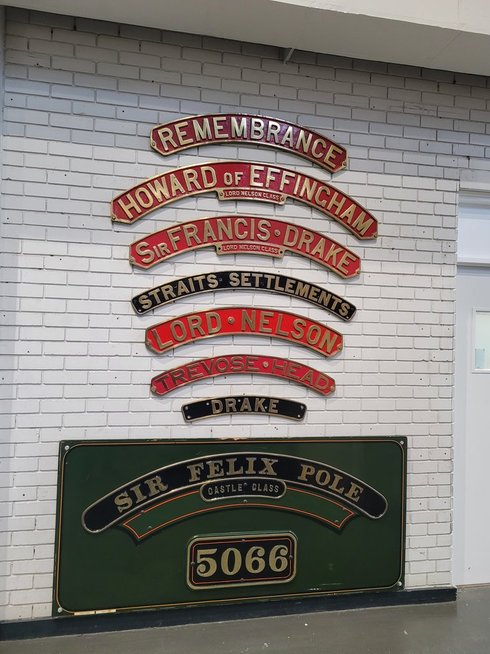 REMEMBRANCE
HOWARD OF EFFINGHAM
LORD NELSON CLASS
SIR FRANCIS · DRAKE
LORD NELSON CLASS
STRAITS SETTLEMENTS
LORD · NELSON
TREVOSE HEAD
DRAKE
SIR FELIX POLE
CASTLE CLASS
5066